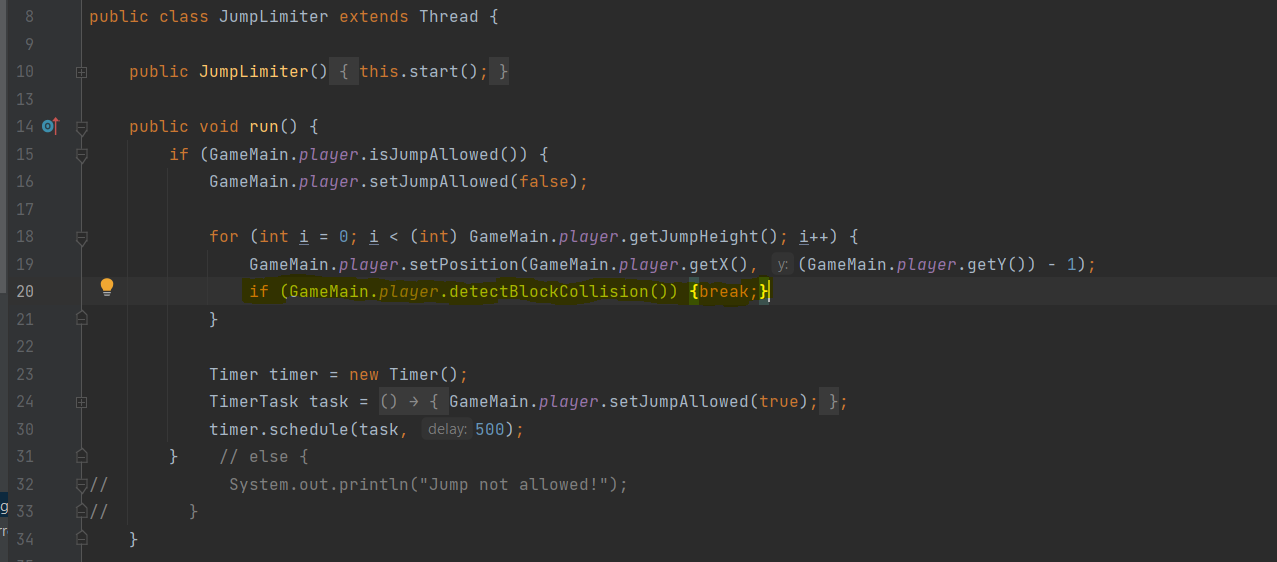 8 public class JumpLimiter extends Thread {
9
10 public JumpLimiter() { this.start(); }
13
14 public void run() {
15 if (GameMain.player.isJumpAllowed()) {
16 GameMain.player.setJumpAllowed(false);
17
18 for (int i = 0; i < (int) GameMain.player.getJumpHeight(); i++) {
19 GameMain.player.setPosition(GameMain.player.getX(), y: (GameMain.player.getY()) - 1);
20 if (GameMain.player.detectBlockCollision()) {break;}
21 }
22
23 Timer timer = new Timer();
24 TimerTask task = () → { GameMain.player.setJumpAllowed(true); };
30 timer.schedule(task, delay: 500);
31 } // else {
32 // System.out.println("Jump not allowed!");
33 // }
34 }